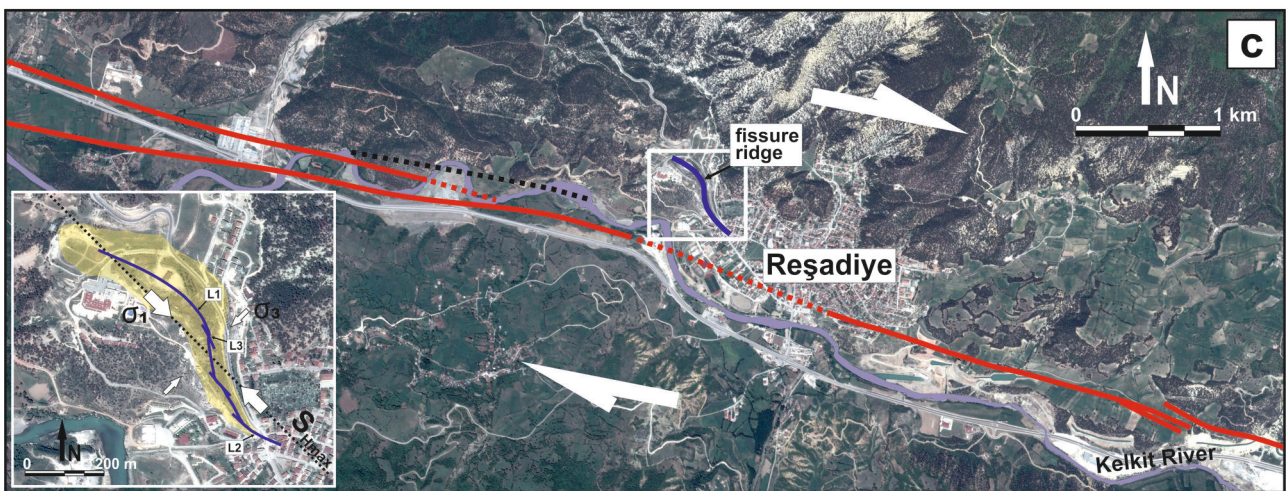 C
N
0 1 km
fissure
ridge
Reşadiye
L1
σ1
σ3
L3
SHmax
L2
N
0 200 m
Kelkit River